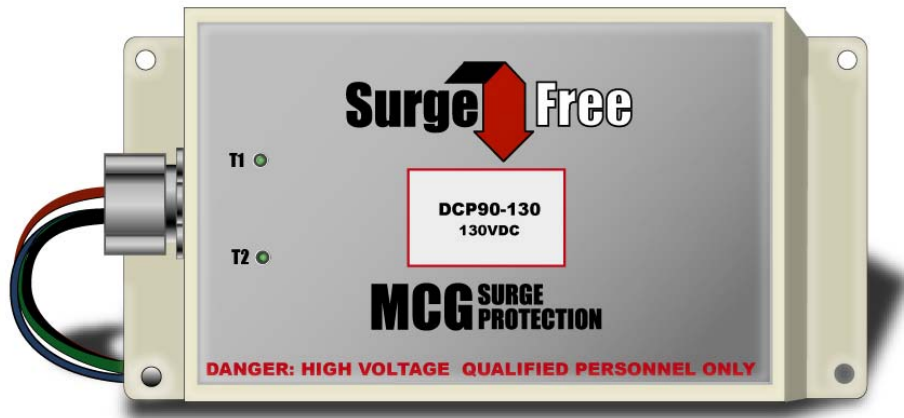 Surge Free
T1
DCP90-130
130VDC
T2
MCG SURGE PROTECTION
DANGER: HIGH VOLTAGE QUALIFIED PERSONNEL ONLY